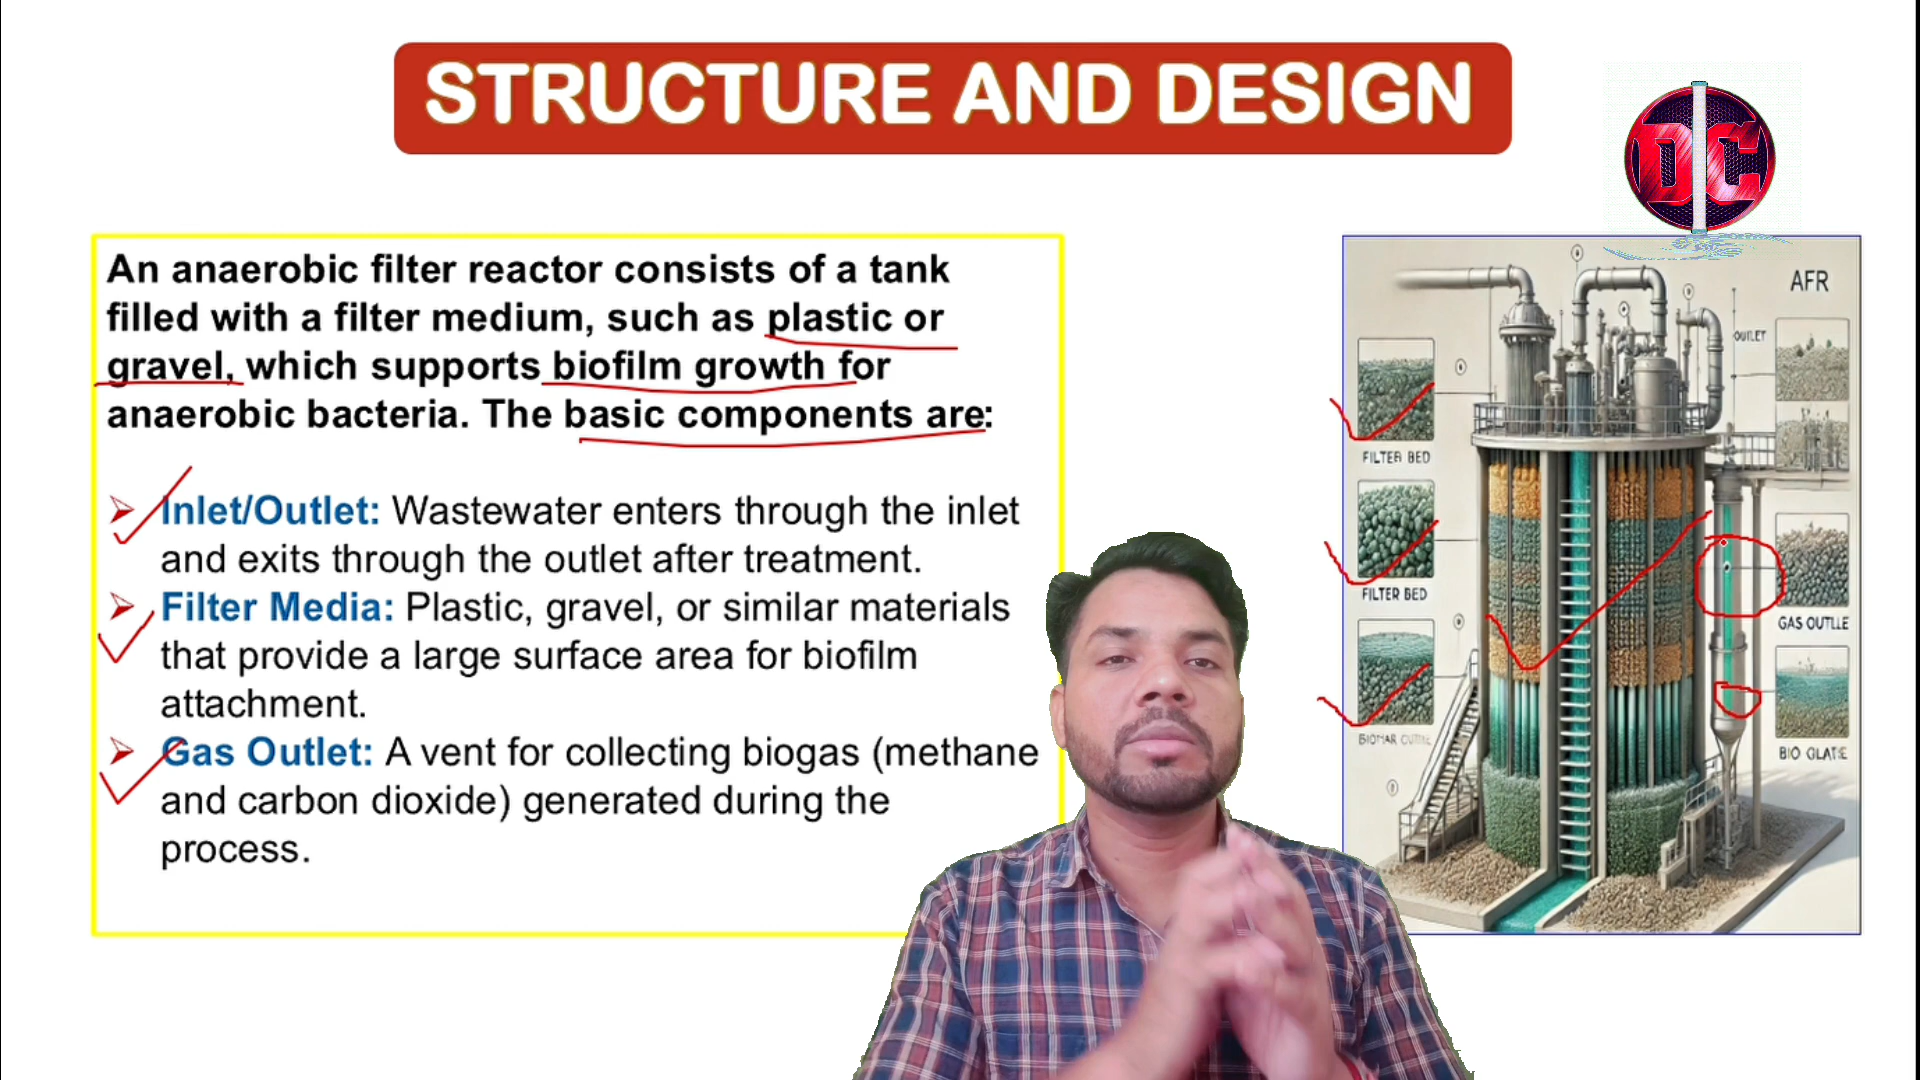 STRUCTURE AND DESIGN
DC
An anaerobic filter reactor consists of a tank
filled with a filter medium, such as plastic or
gravel, which supports biofilm growth for
anaerobic bacteria. The basic components are:
Inlet/Outlet: Wastewater enters through the inlet
and exits through the outlet after treatment.
Filter Media: Plastic, gravel, or similar materials
that provide a large surface area for biofilm
attachment.
Gas Outlet: A vent for collecting biogas (methane
and carbon dioxide) generated during the
process.
AFR
OUTLET
FILTER BED
FILTER BED
GAS OUTLLE